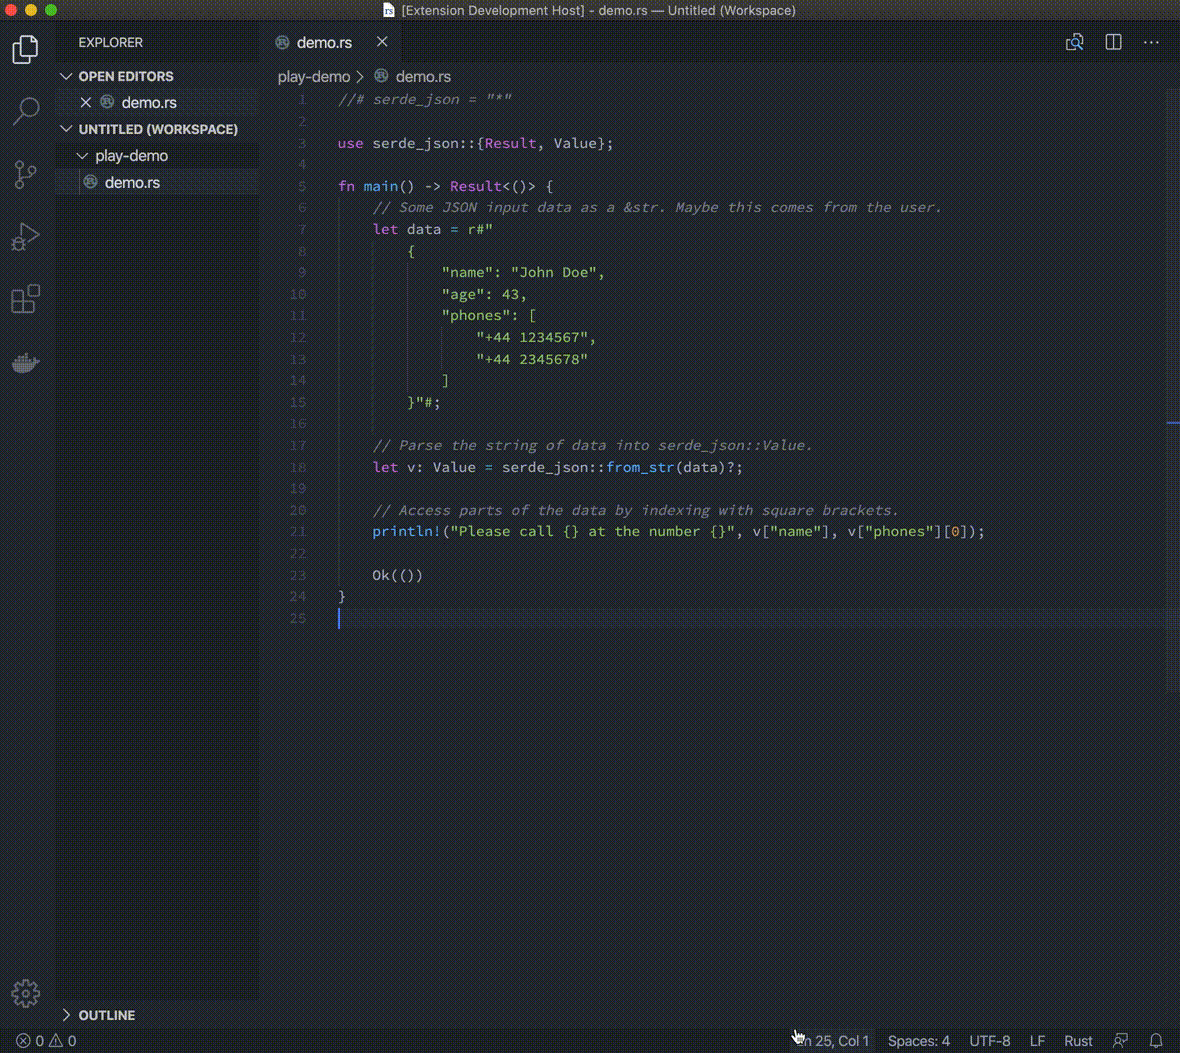 [Extension Development Host] - demo.rs — Untitled (Workspace)
EXPLORER
OPEN EDITORS
demo.rs
UNTITLED (WORKSPACE)
play-demo
demo.rs
OUTLINE
demo.rs
play-demo > demo.rs
1 //# serde_json = "*"
2
3 use serde_json::{Result, Value};
4
5 fn main() -> Result<()> {
6 // Some JSON input data as a &str. Maybe this comes from the user.
7 let data = r#"
8 {
9 "name": "John Doe",
10 "age": 43,
11 "phones": [
12 "+44 1234567",
13 "+44 2345678"
14 ]
15 }"#;
16
17 // Parse the string of data into serde_json::Value.
18 let v: Value = serde_json::from_str(data)?;
19
20 // Access parts of the data by indexing with square brackets.
21 println!("Please call {} at the number {}", v["name"], v["phones"][0]);
22
23 Ok(())
24 }
25
0 0 Ln 25, Col 1 Spaces: 4 UTF-8 LF Rust